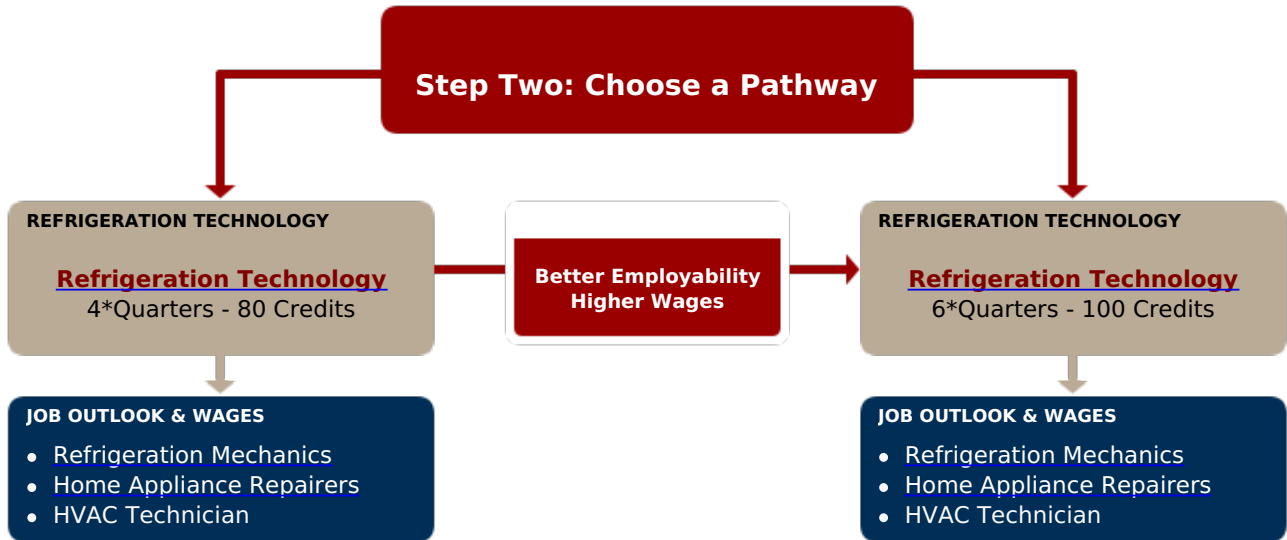 Step Two: Choose a Pathway
REFRIGERATION TECHNOLOGY
Refrigeration Technology
4*Quarters - 80 Credits
Better Employability
Higher Wages
REFRIGERATION TECHNOLOGY
Refrigeration Technology
6*Quarters - 100 Credits
JOB OUTLOOK & WAGES
• Refrigeration Mechanics
• Home Appliance Repairers
• HVAC Technician
JOB OUTLOOK & WAGES
• Refrigeration Mechanics
• Home Appliance Repairers
• HVAC Technician